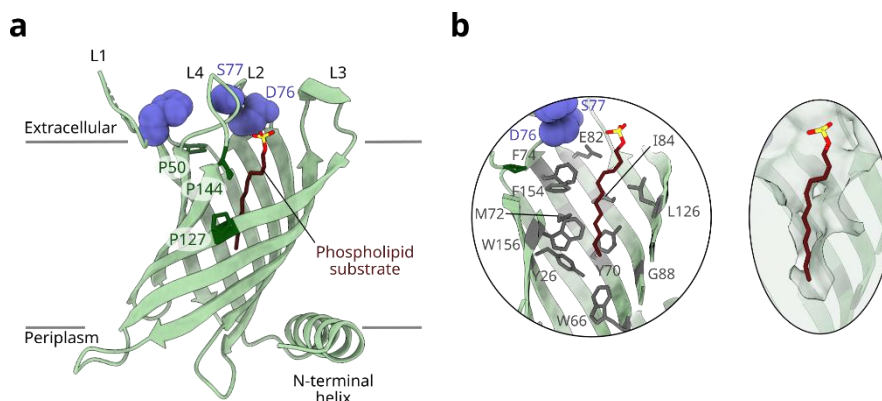 a
L1
L4
S77
L2
D76
L3
Extracellular
P50
P144
P127
Phospholipid
substrate
Periplasm
N-terminal
helix
b
S77
D76
E82
I84
F74
F154
M72
L126
W156
Y26
Y70
G88
W66